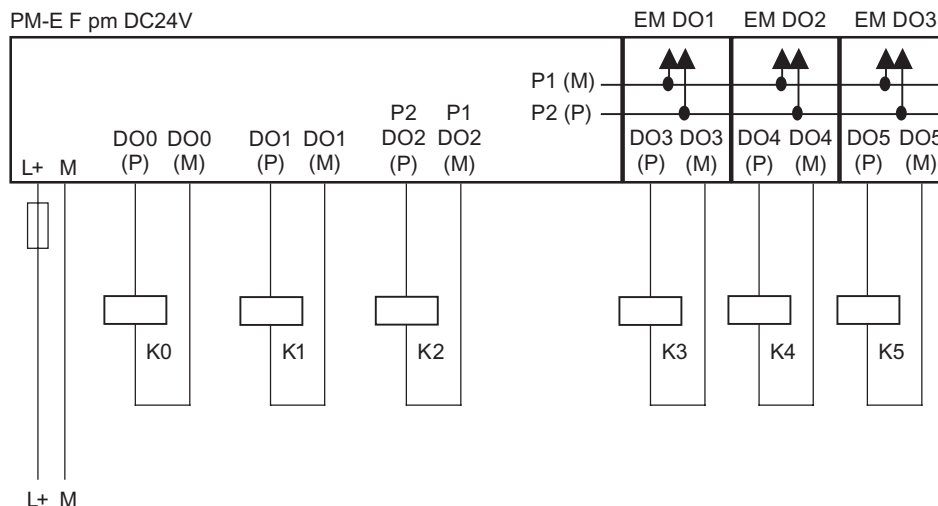 PM-E F pm DC24V
EM DO1 EM DO2 EM DO3
P1 (M)
P2 (P)
P2 P1
DO0 DO0 DO1 DO1 DO2 DO2 DO3 DO3 DO4 DO4 DO5 DO5
(P) (M) (P) (M) (P) (M) (P) (M) (P) (M) (P) (M)
L+ M
K0 K1 K2 K3 K4 K5
L+ M